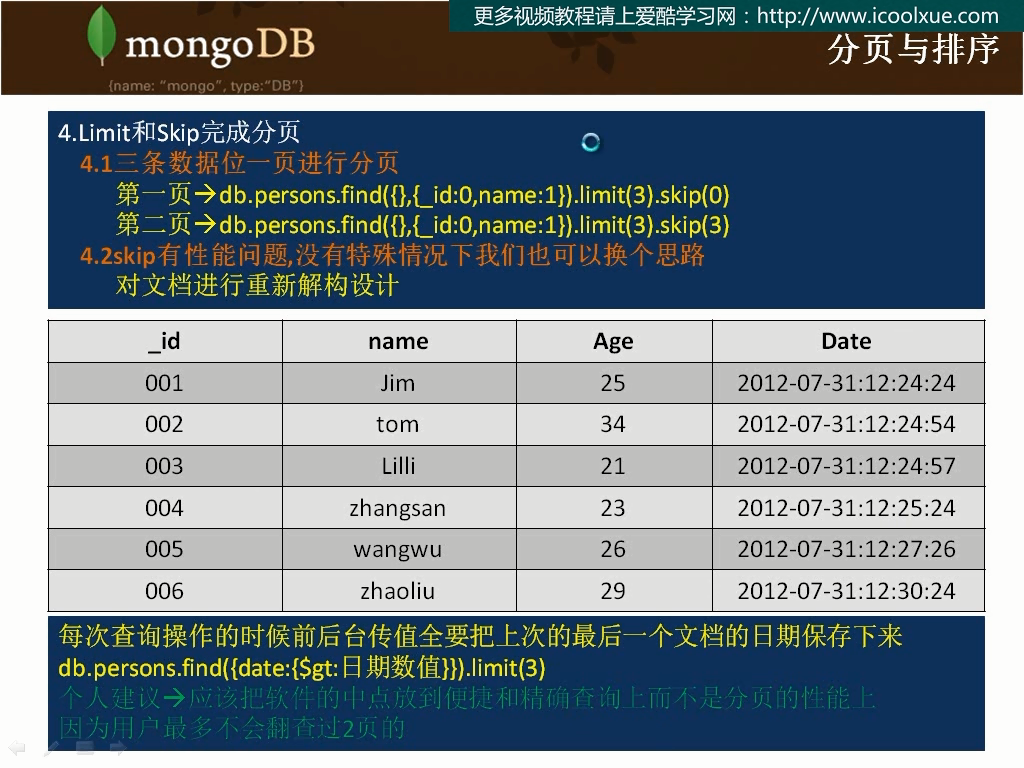 更多视频教程请上爱酷学习网：http://www.icoolxue.com
mongoDB
{name: “mongo”, type:“DB”}
分页与排序
4.Limit和Skip完成分页
4.1三条数据位一页进行分页
第一页→db.persons.find({},{_id:0,name:1}).limit(3).skip(0)
第二页→db.persons.find({},{_id:0,name:1}).limit(3).skip(3)
4.2skip有性能问题,没有特殊情况下我们也可以换个思路
对文档进行重新解构设计
_id name Age Date
001 Jim 25 2012-07-31:12:24:24
002 tom 34 2012-07-31:12:24:54
003 Lilli 21 2012-07-31:12:24:57
004 zhangsan 23 2012-07-31:12:25:24
005 wangwu 26 2012-07-31:12:27:26
006 zhaoliu 29 2012-07-31:12:30:24
每次查询操作的时候前后台传值全要把上次的最后一个文档的日期保存下来
db.persons.find({date:{$gt:日期数值}}).limit(3)
个人建议→应该把软件的中点放到便捷和精确查询上而不是分页的性能上
因为用户最多不会翻查过2页的